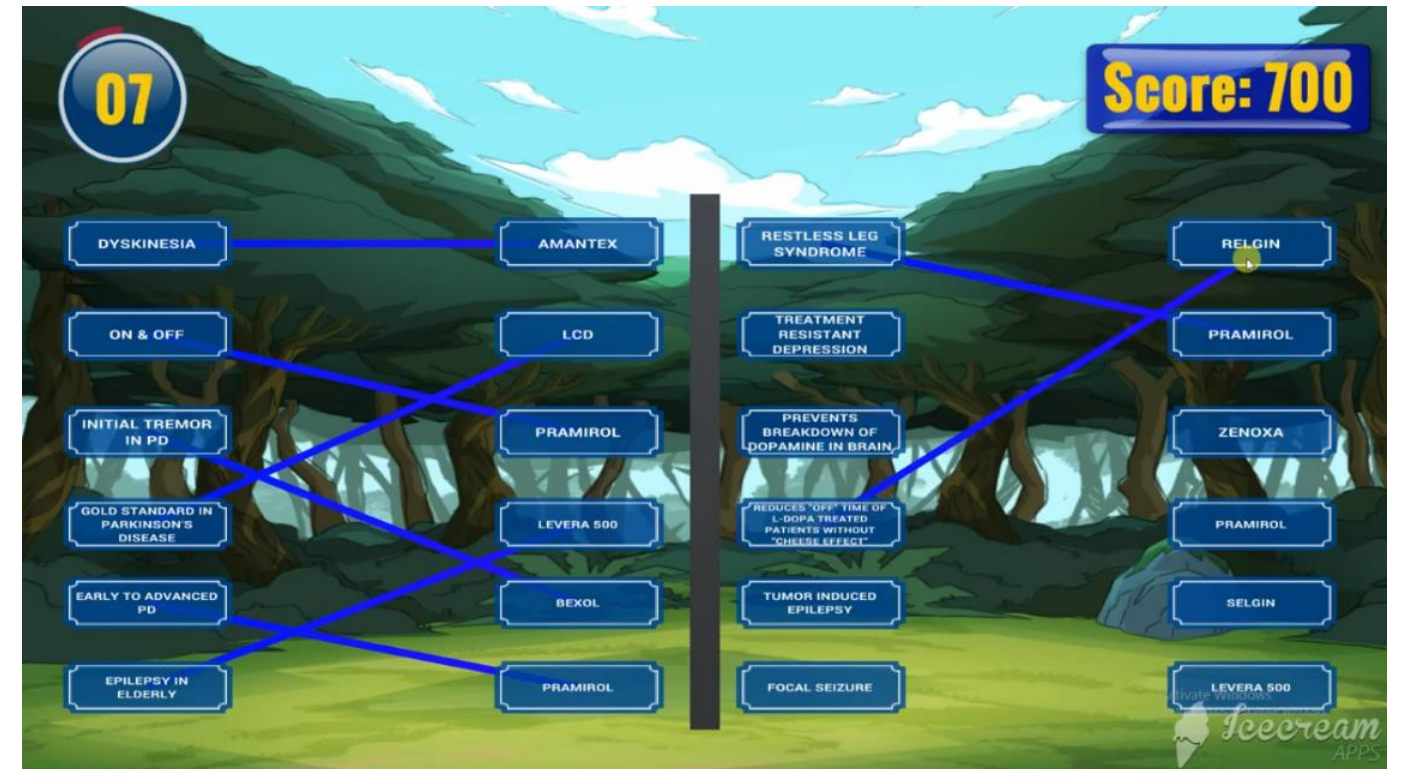 07
Score: 700
DYSKINESIA
AMANTEX
ON & OFF
LCD
INITIAL TREMOR
IN PD
PRAMIROL
GOLD STANDARD IN
PARKINSON'S
DISEASE
LEVERA 500
EARLY TO ADVANCED
PD
BEXOL
EPILEPSY IN
ELDERLY
PRAMIROL
RESTLESS LEG
SYNDROME
RELGIN
TREATMENT
RESISTANT
DEPRESSION
PRAMIROL
PREVENTS
BREAKDOWN OF
DOPAMINE IN BRAIN
ZENOXA
REDUCES "OFF" TIME OF
L-DOPA TREATED
PATIENTS WITHOUT
"CHEESE EFFECT"
PRAMIROL
TUMOR INDUCED
EPILEPSY
SELGIN
FOCAL SEIZURE
LEVERA 500
Activate Windows
Icecream
APPS